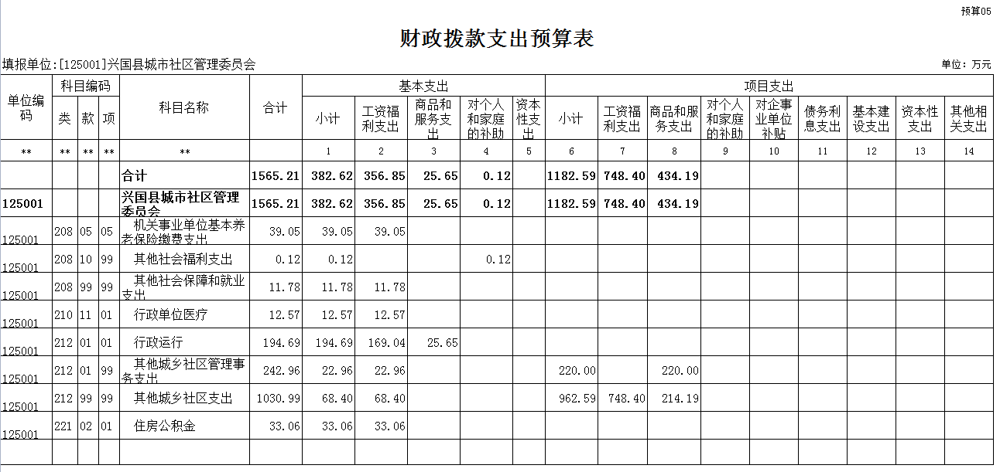 预算05
财政拨款支出预算表
填报单位:[125001]兴国县城市社区管理委员会 单位：万元
单位编码 科目编码 科目名称 合计 基本支出 项目支出
类 款 项 小计 工资福利支出 商品和服务支出 对个人和家庭的补助 资本性支出 小计 工资福利支出 商品和服务支出 对个人和家庭的补助 对企事业单位补贴 债务利息支出 基本建设支出 资本性支出 其他相关支出
** ** ** ** ** 1 2 3 4 5 6 7 8 9 10 11 12 13 14
合计 1565.21 382.62 356.85 25.65 0.12 1182.59 748.40 434.19
125001 兴国县城市社区管理委员会 1565.21 382.62 356.85 25.65 0.12 1182.59 748.40 434.19
125001 208 05 05 机关事业单位基本养老保险缴费支出 39.05 39.05 39.05
125001 208 10 99 其他社会福利支出 0.12 0.12 0.12
125001 208 99 99 其他社会保障和就业支出 11.78 11.78 11.78
125001 210 11 01 行政单位医疗 12.57 12.57 12.57
125001 212 01 01 行政运行 194.69 194.69 169.04 25.65
125001 212 01 99 其他城乡社区管理事务支出 242.96 22.96 22.96 220.00 220.00
125001 212 99 99 其他城乡社区支出 1030.99 68.40 68.40 962.59 748.40 214.19
125001 221 02 01 住房公积金 33.06 33.06 33.06